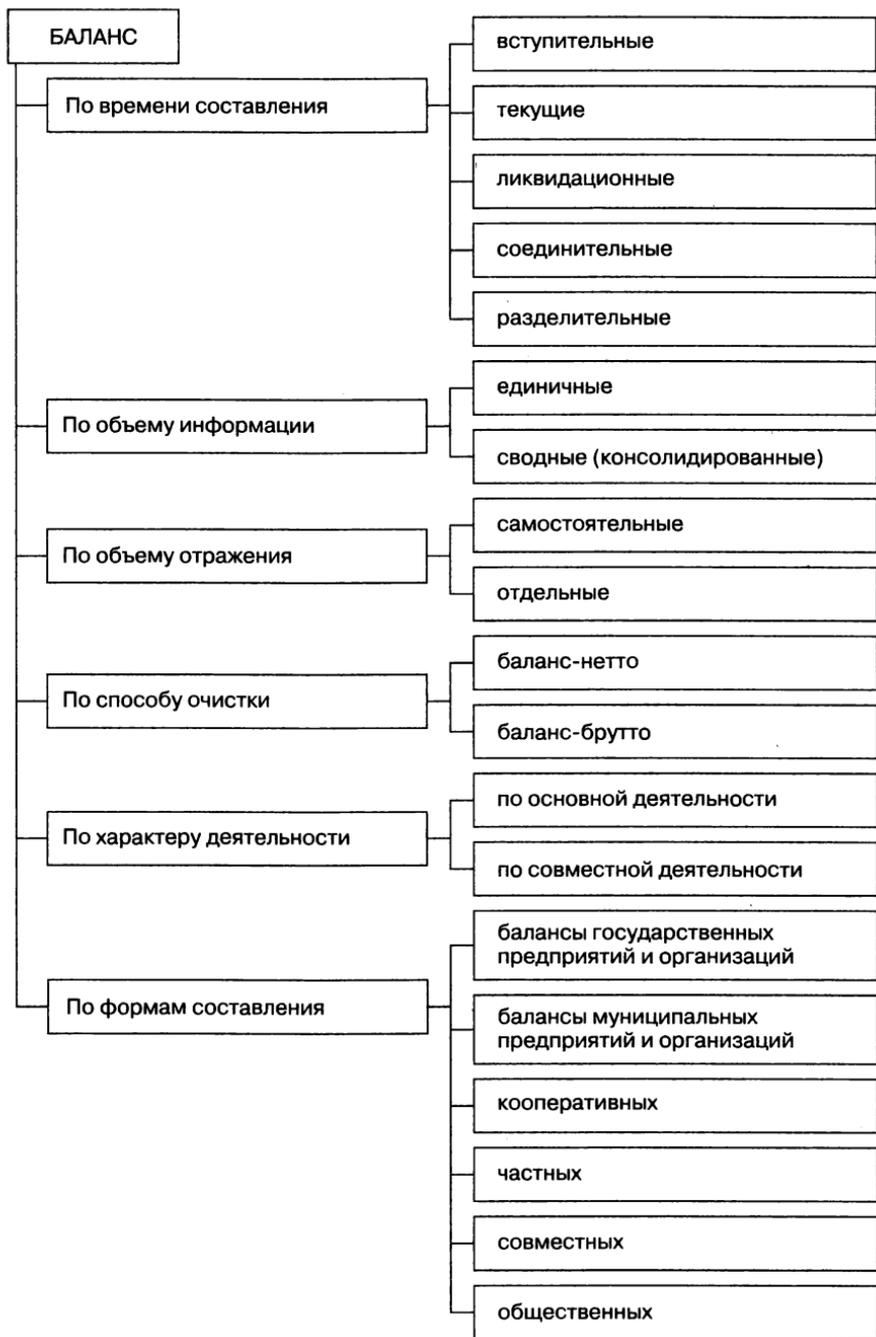 БАЛАНС
По времени составления
вступительные
текущие
ликвидационные
соединительные
разделительные
По объему информации
единичные
сводные (консолидированные)
По объему отражения
самостоятельные
отдельные
По способу очистки
баланс-нетто
баланс-брутто
По характеру деятельности
по основной деятельности
по совместной деятельности
По формам составления
балансы государственных
предприятий и организаций
балансы муниципальных
предприятий и организаций
кооперативных
частных
совместных
общественных